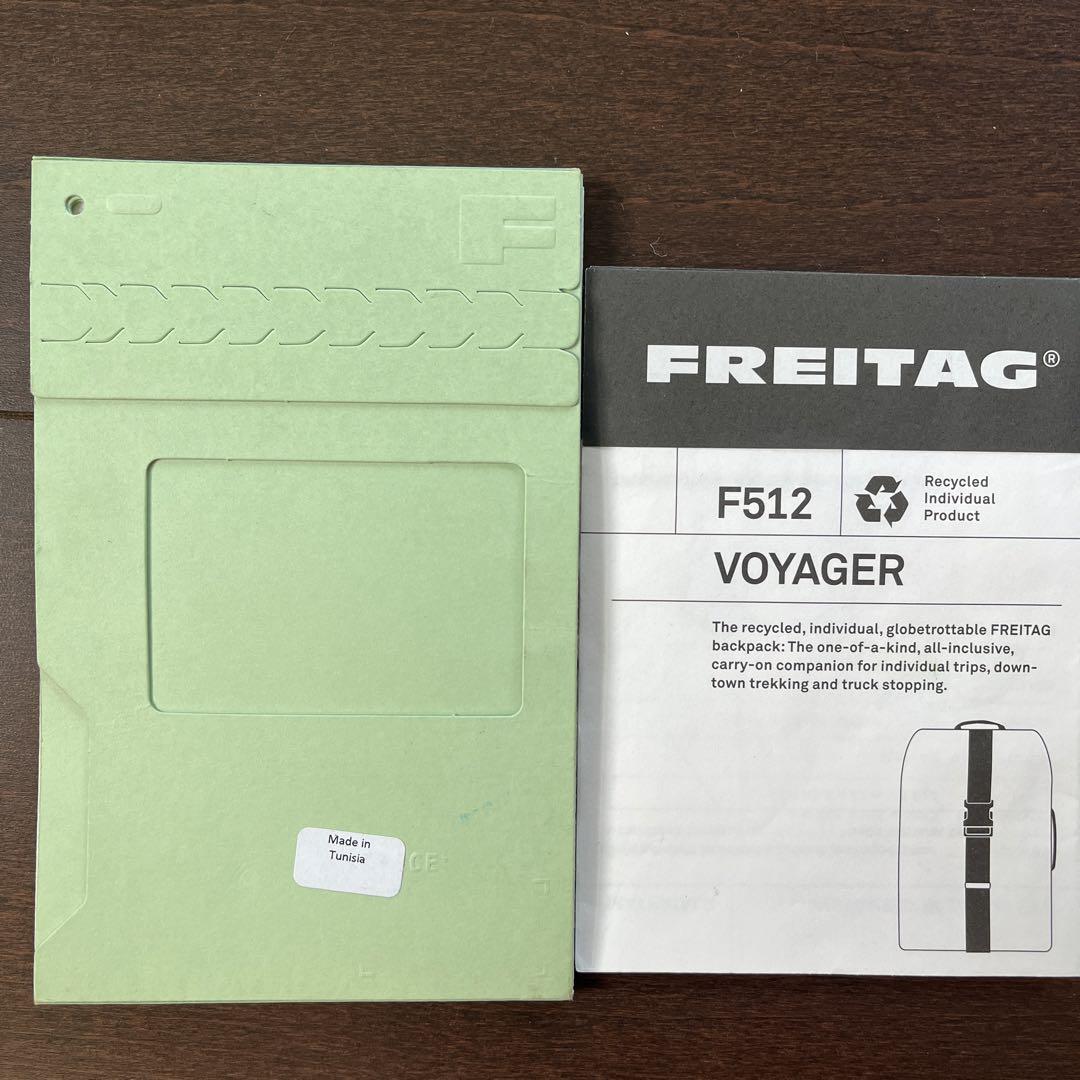 F
Made in
Tunisia
CE
FREITAG®
F512
Recycled
Individual
Product
VOYAGER
The recycled, individual, globetrottable FREITAG
backpack: The one-of-a-kind, all-inclusive,
carry-on companion for individual trips, down-
town trekking and truck stopping.